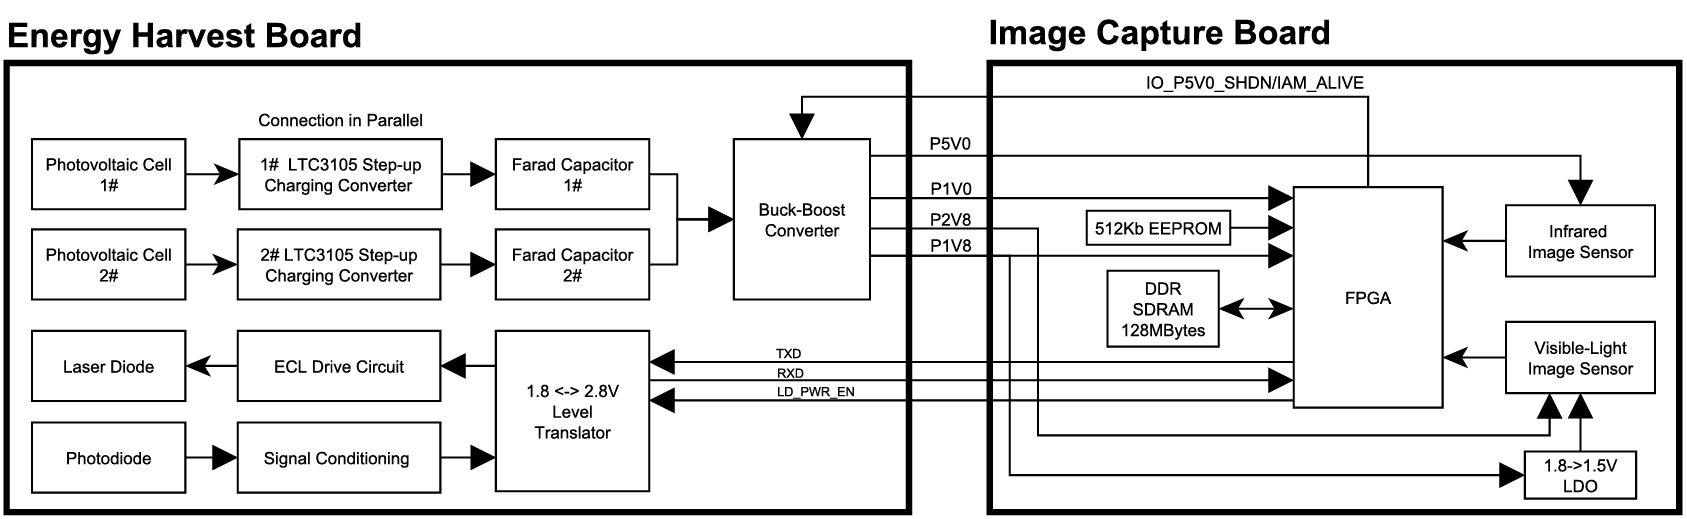 Energy Harvest Board
Image Capture Board
IO_P5V0_SHDN/IAM_ALIVE
Connection in Parallel
Photovoltaic Cell
1#
1# LTC3105 Step-up
Charging Converter
Farad Capacitor
1#
Photovoltaic Cell
2#
2# LTC3105 Step-up
Charging Converter
Farad Capacitor
2#
Buck-Boost
Converter
P5V0
P1V0
P2V8
P1V8
512Kb EEPROM
DDR
SDRAM
128MBytes
FPGA
Infrared
Image Sensor
Visible-Light
Image Sensor
1.8->1.5V
LDO
Laser Diode
ECL Drive Circuit
1.8 <-> 2.8V
Level
Translator
TXD
RXD
LD_PWR_EN
Photodiode
Signal Conditioning